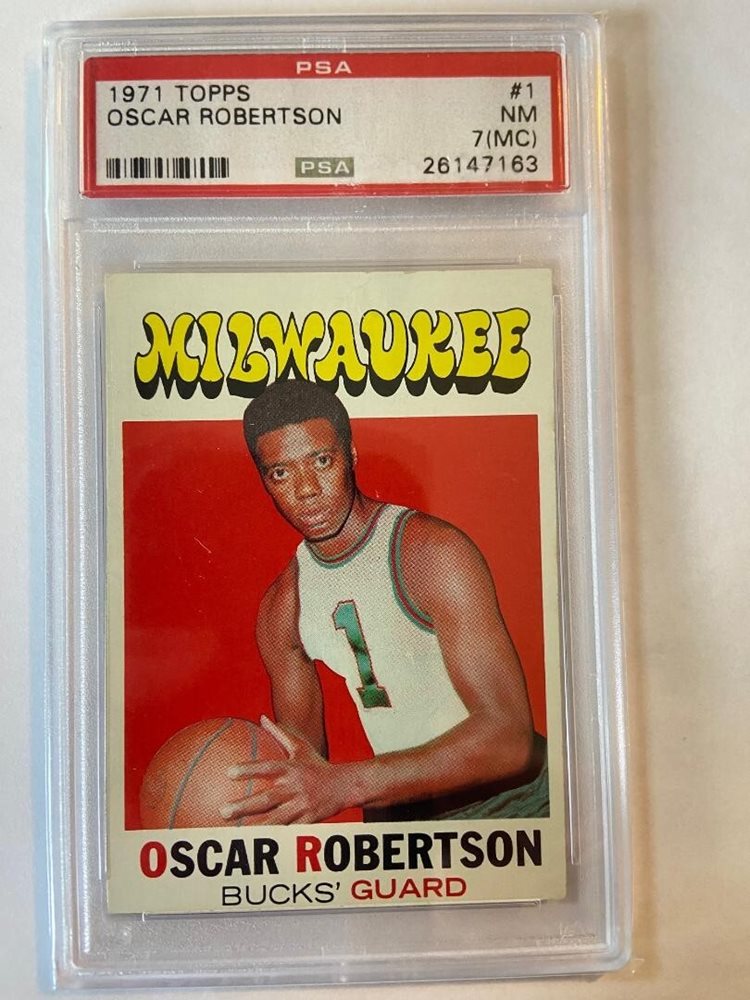 PSA
1971 TOPPS #1
OSCAR ROBERTSON NM
7(MC)
PSA 26147163
MILWAUKEE
1
OSCAR ROBERTSON
BUCKS' GUARD